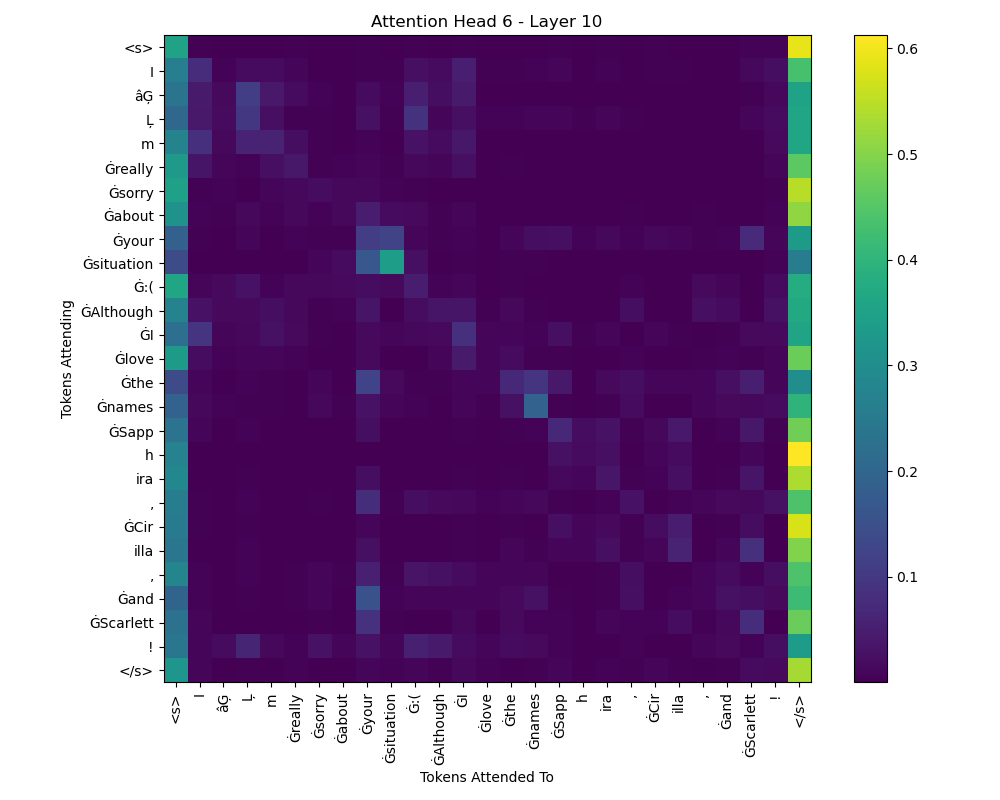 Attention Head 6 - Layer 10
<s>
I
âĢ
Ļ
m
Ġreally
Ġsorry
Ġabout
Ġyour
Ġsituation
Ġ:(
ĠAlthough
ĠI
Ġlove
Ġthe
Ġnames
ĠSapp
h
ira
,
ĠCir
illa
,
Ġand
ĠScarlett
!
</s>
Tokens Attending
<s>
I
âĢ
Ļ
m
Ġreally
Ġsorry
Ġabout
Ġyour
Ġsituation
Ġ:(
ĠAlthough
ĠI
Ġlove
Ġthe
Ġnames
ĠSapp
h
ira
,
ĠCir
illa
,
Ġand
ĠScarlett
!
</s>
Tokens Attended To
0.6
0.5
0.4
0.3
0.2
0.1